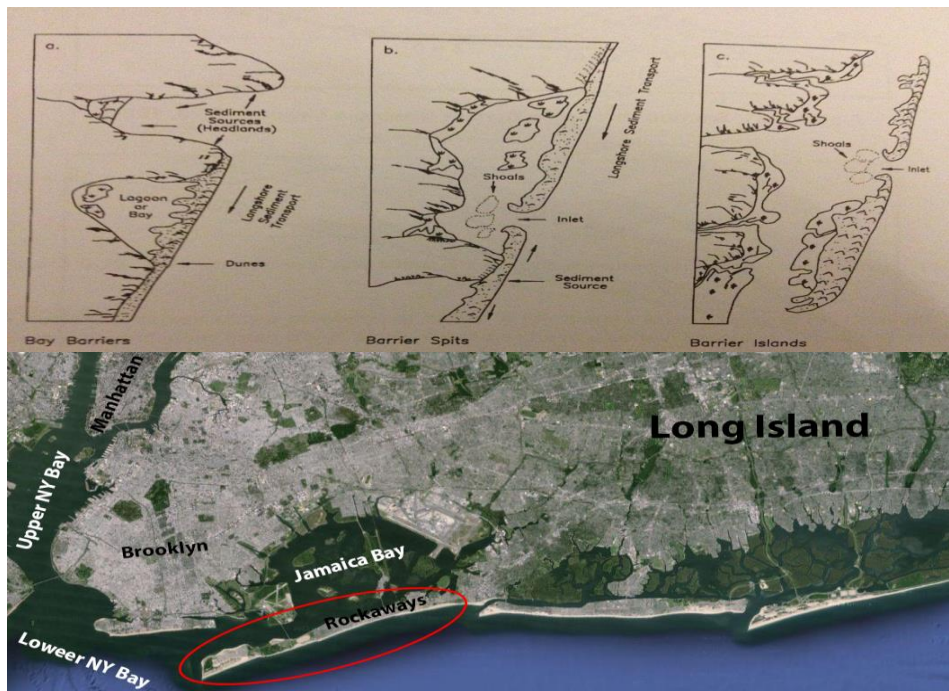 a.
Sediment
Sources
(Headlands)
Lagoon
or
Bay
Longshore
Sediment
Transport
Dunes
Bay Barriers
b.
Longshore Sediment Transport
Shoals
Inlet
Sediment
Source
Barrier Spits
c.
Shoals
Inlet
Barrier Islands
Manhattan
Long Island
Upper NY Bay
Brooklyn
Jamaica Bay
Rockaways
Loweer NY Bay